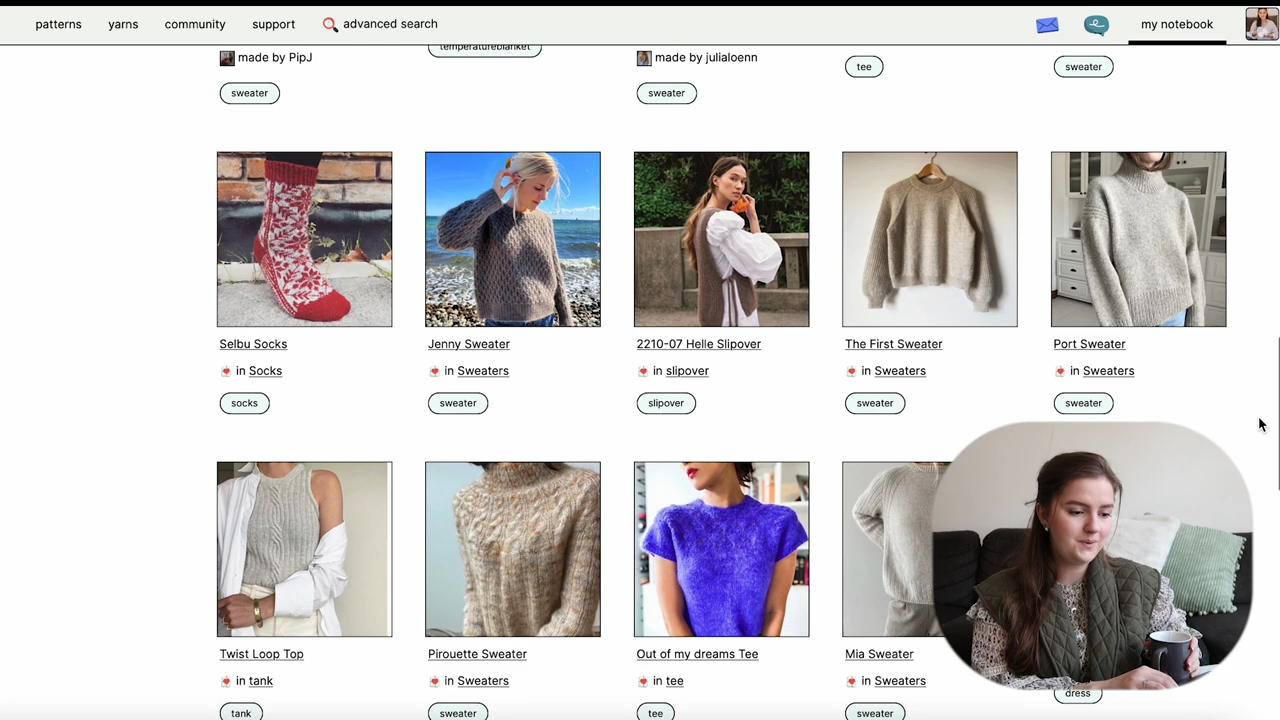 patterns yarns community support advanced search my notebook
made by PipJ temperatureblanket made by julialoenn
tee sweater
sweater sweater
Selbu Socks Jenny Sweater 2210-07 Helle Slipover The First Sweater Port Sweater
in Socks in Sweaters in slipover in Sweaters in Sweaters
socks sweater slipover sweater sweater
Twist Loop Top Pirouette Sweater Out of my dreams Tee Mia Sweater
in tank in Sweaters in tee in Sweaters
dress
tank sweater tee sweater